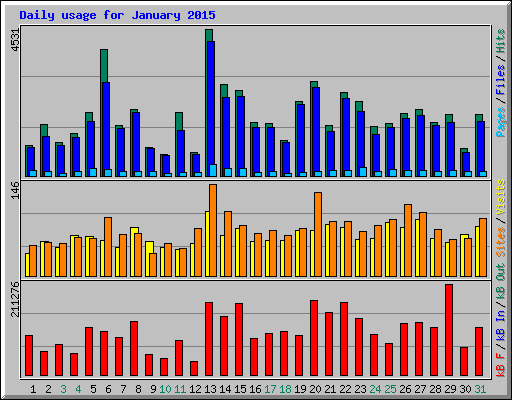 Daily usage for January 2015
4531
146
211276
Pages / Files / Hits
Sites / Visits
kB F / kB In / kB Out
1 2 3 4 5 6 7 8 9 10 11 12 13 14 15 16 17 18 19 20 21 22 23 24 25 26 27 28 29 30 31